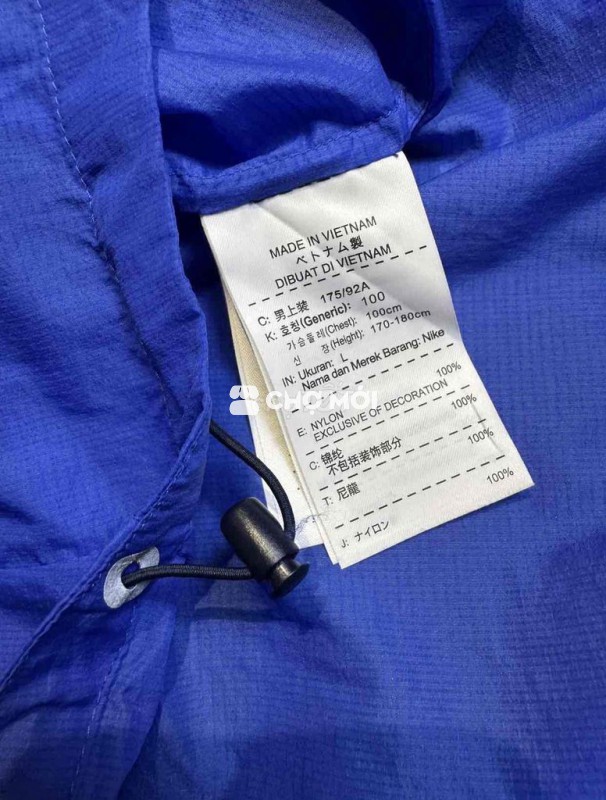 MADE IN VIETNAM
ベトナム製
DIBUAT DI VIETNAM
C: 男上装 175/92A
K: 호칭(Generic): 100
가슴둘레(Chest): 100cm
신 장(Height): 170-180cm
IN: Ukuran: L
Nama dan Merek Barang: Nike
E: NYLON 100%
EXCLUSIVE OF DECORATION
C: 锦纶 100%
不包括装饰部分
T: 尼龍 100%
J: ナイロン 100%
CHỢ MỚI